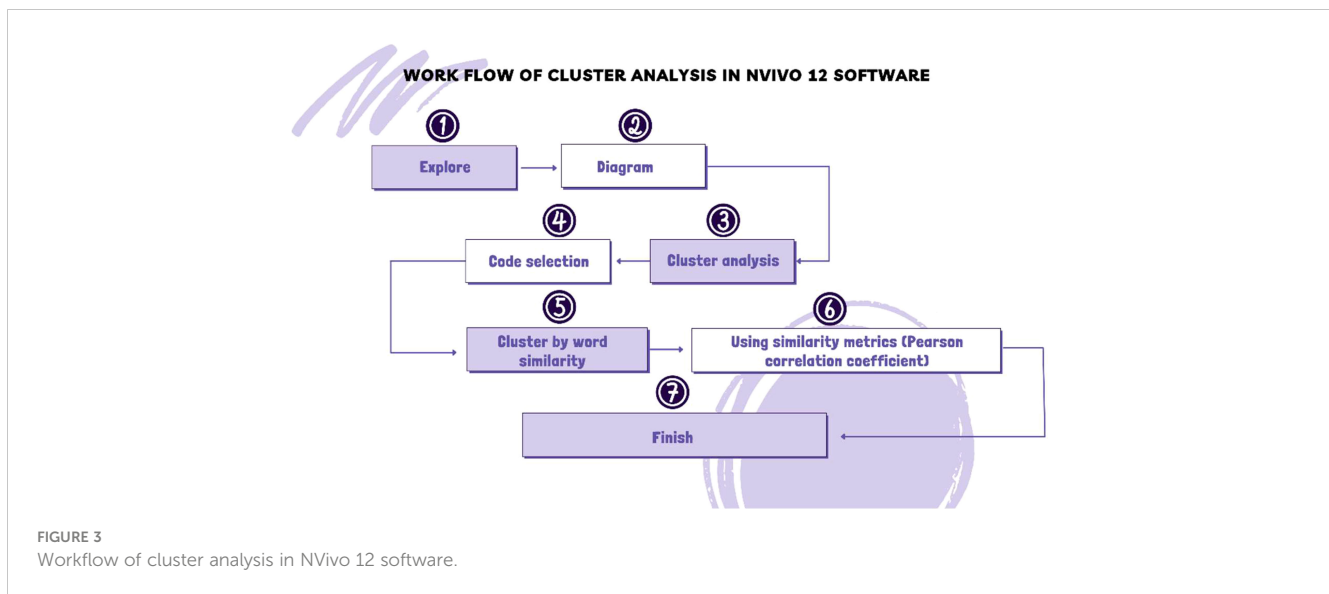 WORK FLOW OF CLUSTER ANALYSIS IN NVIVO 12 SOFTWARE
1
Explore
2
Diagram
3
Cluster analysis
4
Code selection
5
Cluster by word
similarity
6
Using similarity metrics (Pearson
correlation coefficient)
7
Finish
FIGURE 3
Workflow of cluster analysis in NVivo 12 software.